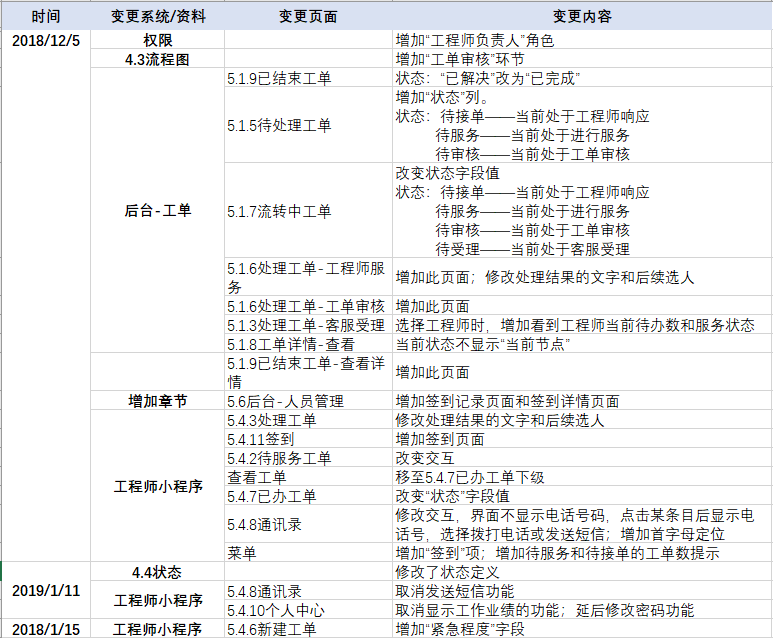 时间 变更系统/资料 变更页面 变更内容
2018/12/5 权限 增加“工程师负责人”角色
4.3流程图 增加“工单审核”环节
后台-工单 5.1.9已结束工单 状态：“已解决”改为“已完成”
5.1.5待处理工单 增加“状态”列。
状态：待接单——当前处于工程师响应
待服务——当前处于进行服务
待审核——当前处于工单审核
5.1.7流转中工单 改变状态字段值
状态：待接单——当前处于工程师响应
待服务——当前处于进行服务
待审核——当前处于工单审核
待受理——当前处于客服受理
5.1.6处理工单-工程师服
务 增加此页面；修改处理结果的文字和后续选人
5.1.6处理工单-工单审核 增加此页面
5.1.3处理工单-客服受理 选择工程师时，增加看到工程师当前待办数和服务状态
5.1.8工单详情-查看 当前状态不显示“当前节点”
5.1.9已结束工单-查看详
情 增加此页面
增加章节 5.6后台-人员管理 增加签到记录页面和签到详情页面
工程师小程序 5.4.3处理工单 修改处理结果的文字和后续选人
5.4.11签到 增加签到页面
5.4.2待服务工单 改变交互
查看工单 移至5.4.7已办工单下级
5.4.7已办工单 改变“状态”字段值
5.4.8通讯录 修改交互，界面不显示电话号码，点击某条目后显示电
话号，选择拨打电话或发送短信；增加首字母定位
菜单 增加“签到”项；增加待服务和待接单的工单数提示
2019/1/11 4.4状态 修改了状态定义
工程师小程序 5.4.8通讯录 取消发送短信功能
5.4.10个人中心 取消显示工作业绩的功能；延后修改密码功能
2018/1/15 工程师小程序 5.4.6新建工单 增加“紧急程度”字段